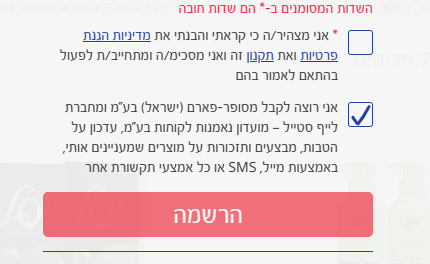 השדות המסומנים ב-* הם שדות חובה
* אני מצהיר/ה כי קראתי והבנתי את מדיניות הגנת
פרטיות ואת תקנון זה ואני מסכימ/ה ומתחייב/ת לפעול
בהתאם לאמור בהם
אני רוצה לקבל מסופר-פארם (ישראל) בע"מ ומחברת
לייף סטייל – מועדון נאמנות לקוחות בע"מ, עדכון על
הטבות, מבצעים ותזכורות על מוצרים שמעניינים אותי,
באמצעות מייל, SMS או כל אמצעי תקשורת אחר
הרשמה